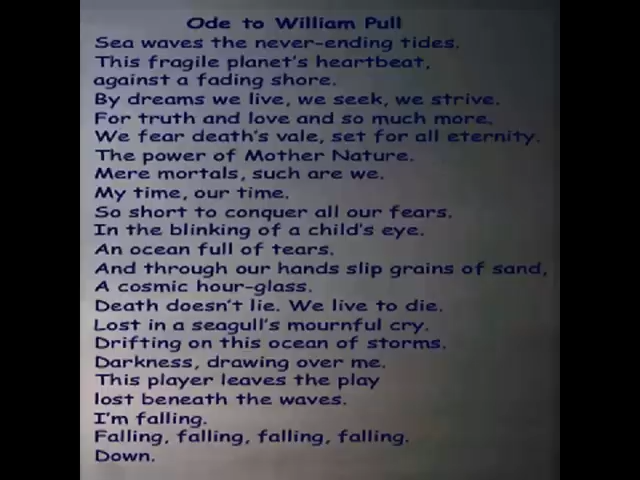 Ode to William Pull
Sea waves the never-ending tides.
This fragile planet's heartbeat,
against a fading shore.
By dreams we live, we seek, we strive.
For truth and love and so much more.
We fear death's vale, set for all eternity.
The power of Mother Nature.
Mere mortals, such are we.
My time, our time.
So short to conquer all our fears.
In the blinking of a child's eye.
An ocean full of tears.
And through our hands slip grains of sand,
A cosmic hour-glass.
Death doesn't lie. We live to die.
Lost in a seagull's mournful cry.
Drifting on this ocean of storms.
Darkness, drawing over me.
This player leaves the play
lost beneath the waves.
I'm falling.
Falling, falling, falling, falling.
Down.